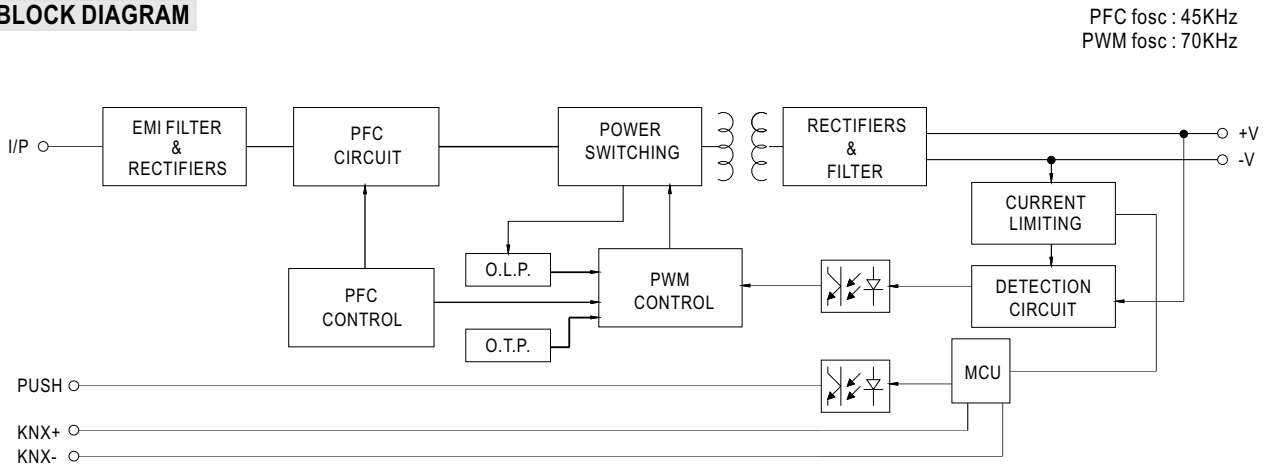 BLOCK DIAGRAM
PFC fosc : 45KHz
PWM fosc : 70KHz
I/P
EMI FILTER
&
RECTIFIERS
PFC
CIRCUIT
POWER
SWITCHING
RECTIFIERS
&
FILTER
+V
-V
CURRENT
LIMITING
O.L.P.
PFC
CONTROL
PWM
CONTROL
DETECTION
CIRCUIT
O.T.P.
MCU
PUSH
KNX+
KNX-